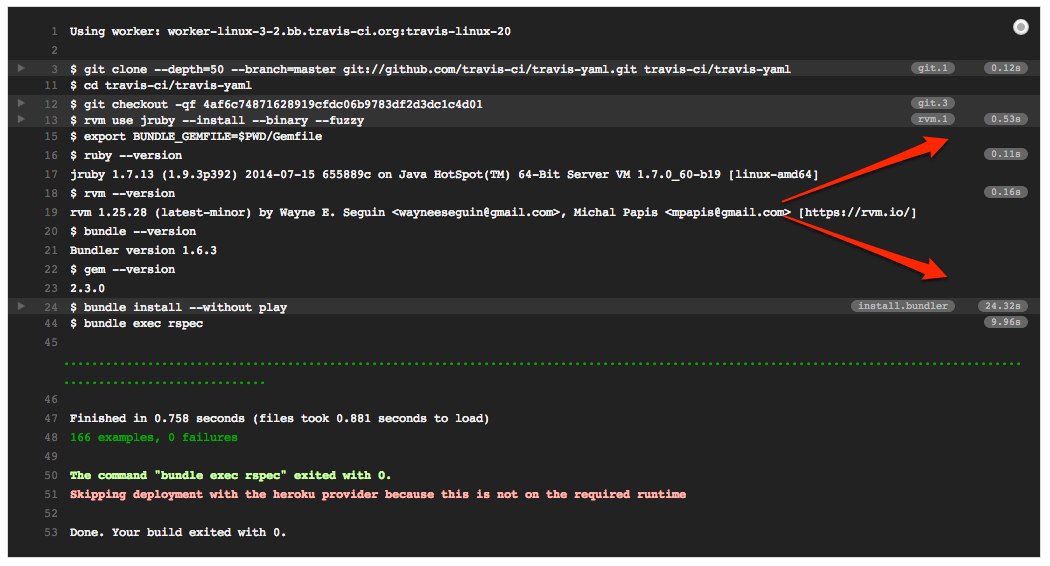 1 Using worker: worker-linux-3-2.bb.travis-ci.org:travis-linux-20
2
3 $ git clone --depth=50 --branch=master git://github.com/travis-ci/travis-yaml.git travis-ci/travis-yaml git.1 0.12s
11 $ cd travis-ci/travis-yaml
12 $ git checkout -qf 4af6c74871628919cfdc06b9783df2d3dc1c4d01 git.3
13 $ rvm use jruby --install --binary --fuzzy rvm.1 0.53s
15 $ export BUNDLE_GEMFILE=$PWD/Gemfile
16 $ ruby --version 0.11s
17 jruby 1.7.13 (1.9.3p392) 2014-07-15 655889c on Java HotSpot(TM) 64-Bit Server VM 1.7.0_60-b19 [linux-amd64]
18 $ rvm --version 0.16s
19 rvm 1.25.28 (latest-minor) by Wayne E. Seguin <wayneeseguin@gmail.com>, Michal Papis <mpapis@gmail.com> [https://rvm.io/]
20 $ bundle --version
21 Bundler version 1.6.3
22 $ gem --version
23 2.3.0
24 $ bundle install --without play install.bundler 24.32s
44 $ bundle exec rspec 9.96s
45
46
47 Finished in 0.758 seconds (files took 0.881 seconds to load)
48 166 examples, 0 failures
49
50 The command "bundle exec rspec" exited with 0.
51 Skipping deployment with the heroku provider because this is not on the required runtime
52
53 Done. Your build exited with 0.